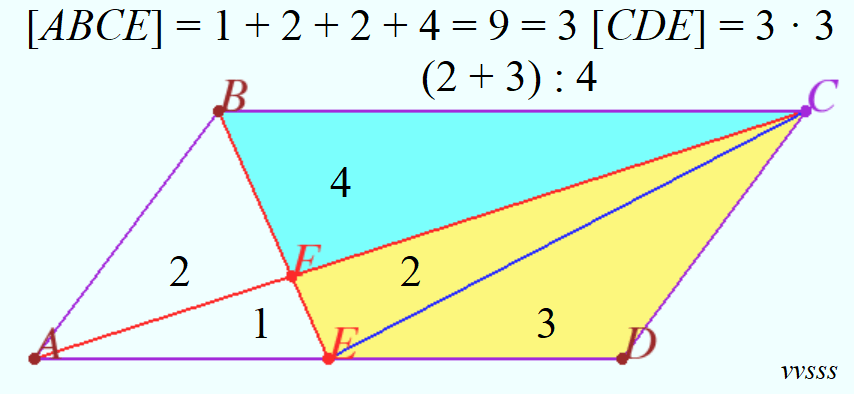 [ABCE] = 1 + 2 + 2 + 4 = 9 = 3 [CDE] = 3 · 3
(2 + 3) : 4
B
C
4
F
2
2
1
3
A
E
D
vvsss